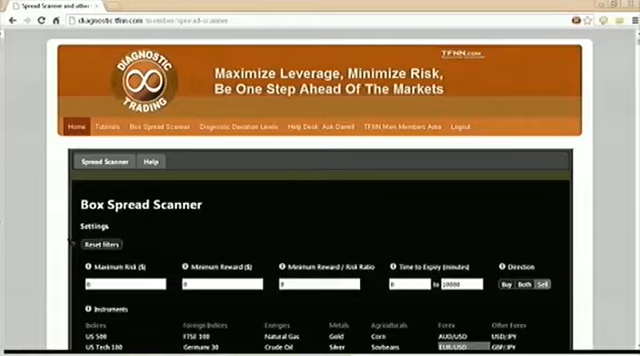 Spread Scanner and other
diagnostic.tfnn.com
DIAGNOSTIC
TRADING
TFNN.COM
Maximize Leverage, Minimize Risk,
Be One Step Ahead Of The Markets
Home Tutorials Box Spread Scanner Diagnostic Deviation Levels Help Desk: Ask Darrell TFNN Main Members Area Logout
Spread Scanner Help
Box Spread Scanner
Settings
Reset filters
Maximum Risk ($) Minimum Reward ($) Minimum Reward / Risk Ratio Time to Expiry (minutes) Direction
0 0 0 0 to 10000 Buy Both Sell
Instruments
Indices Foreign Indices Energies Metals Agriculturals Forex Other Forex
US 500 FTSE 100 Natural Gas Gold Corn AUD/USD USD/JPY
US Tech 100 Germany 30 Crude Oil Silver Soybeans EUR/USD GBP/JPY